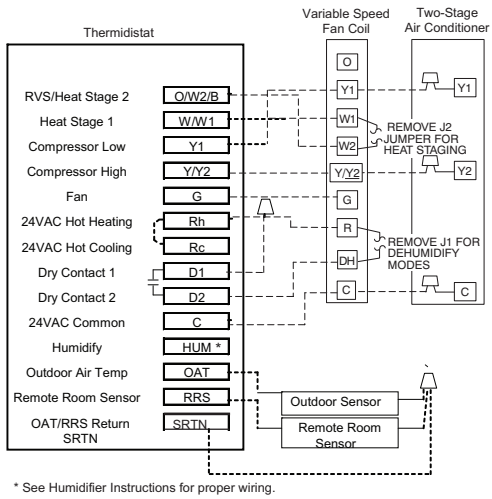 Variable Speed
Fan Coil
Two-Stage
Air Conditioner
Thermidistat
RVS/Heat Stage 2 O/W2/B
Heat Stage 1 W/W1
Compressor Low Y1
Compressor High Y/Y2
Fan G
24VAC Hot Heating Rh
24VAC Hot Cooling Rc
Dry Contact 1 D1
Dry Contact 2 D2
24VAC Common C
Humidify HUM *
Outdoor Air Temp OAT
Remote Room Sensor RRS
OAT/RRS Return
SRTN
SRTN
O
Y1
W1
W2
Y/Y2
G
R
DH
C
REMOVE J2
JUMPER FOR
HEAT STAGING
REMOVE J1 FOR
DEHUMIDIFY
MODES
Y1
Y2
C
Outdoor Sensor
Remote Room
Sensor
* See Humidifier Instructions for proper wiring.